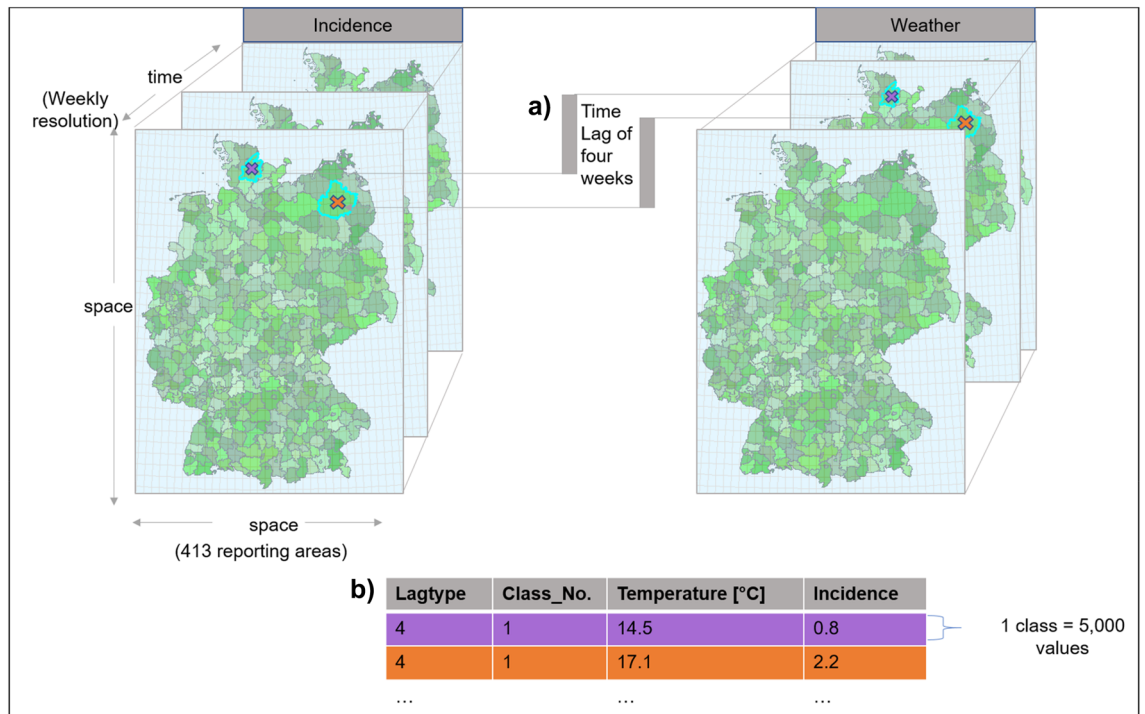 Incidence
Weather
time
(Weekly
resolution)
a)
Time
Lag of
four
weeks
space
space
(413 reporting areas)
b)
Lagtype Class_No. Temperature [°C] Incidence
4 1 14.5 0.8
4 1 17.1 2.2
… … …
1 class = 5,000
values